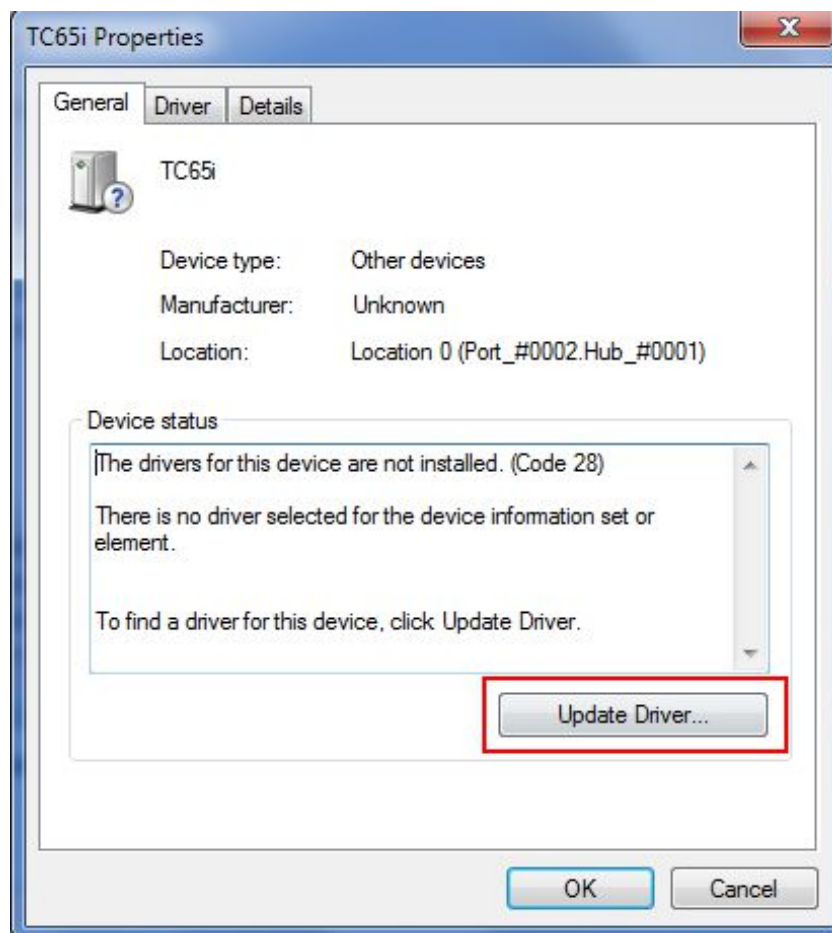 TC65i Properties
General Driver Details
TC65i
Device type: Other devices
Manufacturer: Unknown
Location: Location 0 (Port_#0002.Hub_#0001)
Device status
The drivers for this device are not installed. (Code 28)
There is no driver selected for the device information set or
element.
To find a driver for this device, click Update Driver.
Update Driver...
OK Cancel